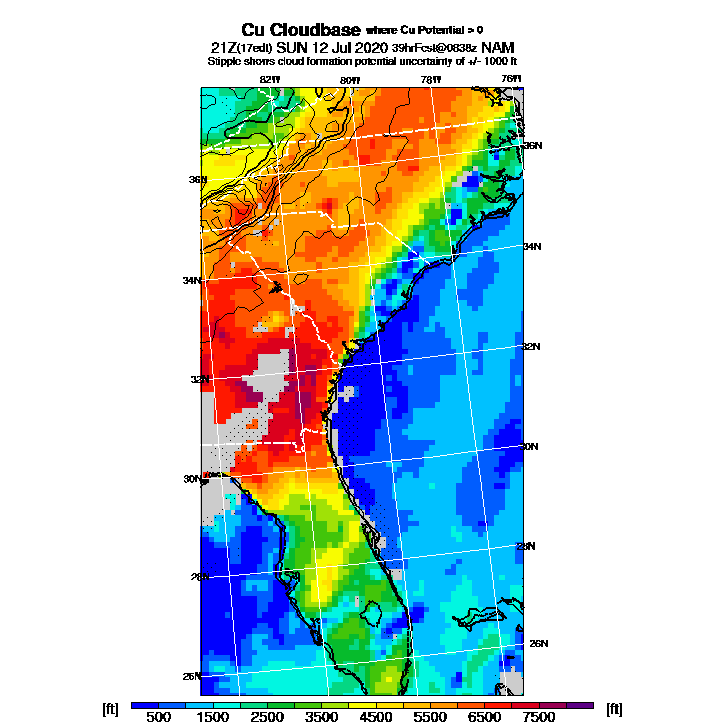 Cu Cloudbase where Cu Potential > 0
21Z(17edt) SUN 12 Jul 2020 39hrFcst@0838z NAM
Stipple shows cloud formation potential uncertainty of +/- 1000 ft
82W 80W 78W 76W
36N
36N
34N
34N
32N
32N
30N
30N
28N
28N
26N
26N
[ft] 500 1500 2500 3500 4500 5500 6500 7500 [ft]